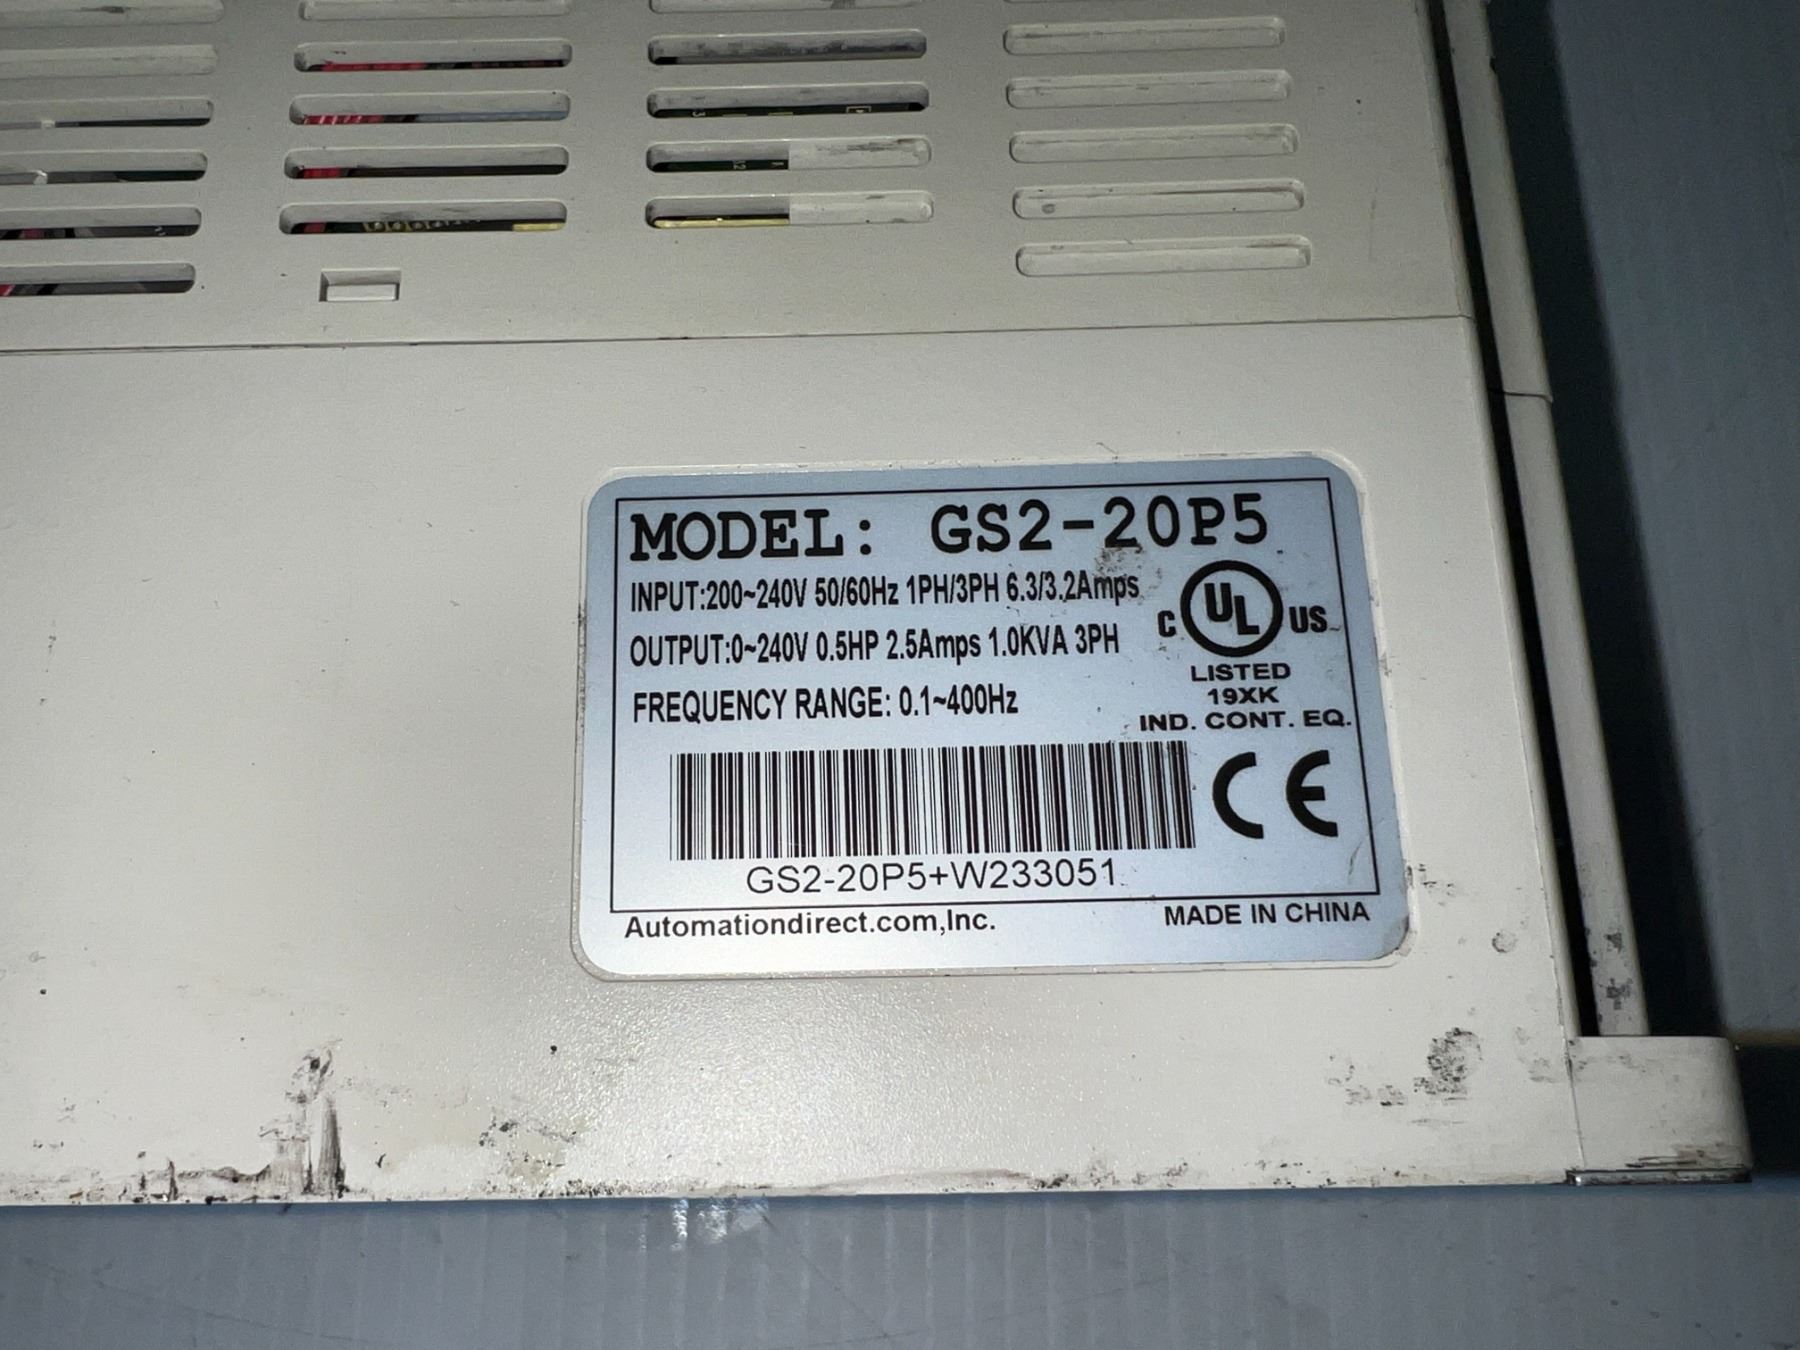 MODEL: GS2-20P5
INPUT:200~240V 50/60Hz 1PH/3PH 6.3/3.2Amps
OUTPUT:0~240V 0.5HP 2.5Amps 1.0KVA 3PH
FREQUENCY RANGE: 0.1~400Hz
C UL US
LISTED
19XK
IND. CONT. EQ.
CE
GS2-20P5+W233051
Automationdirect.com,Inc.
MADE IN CHINA